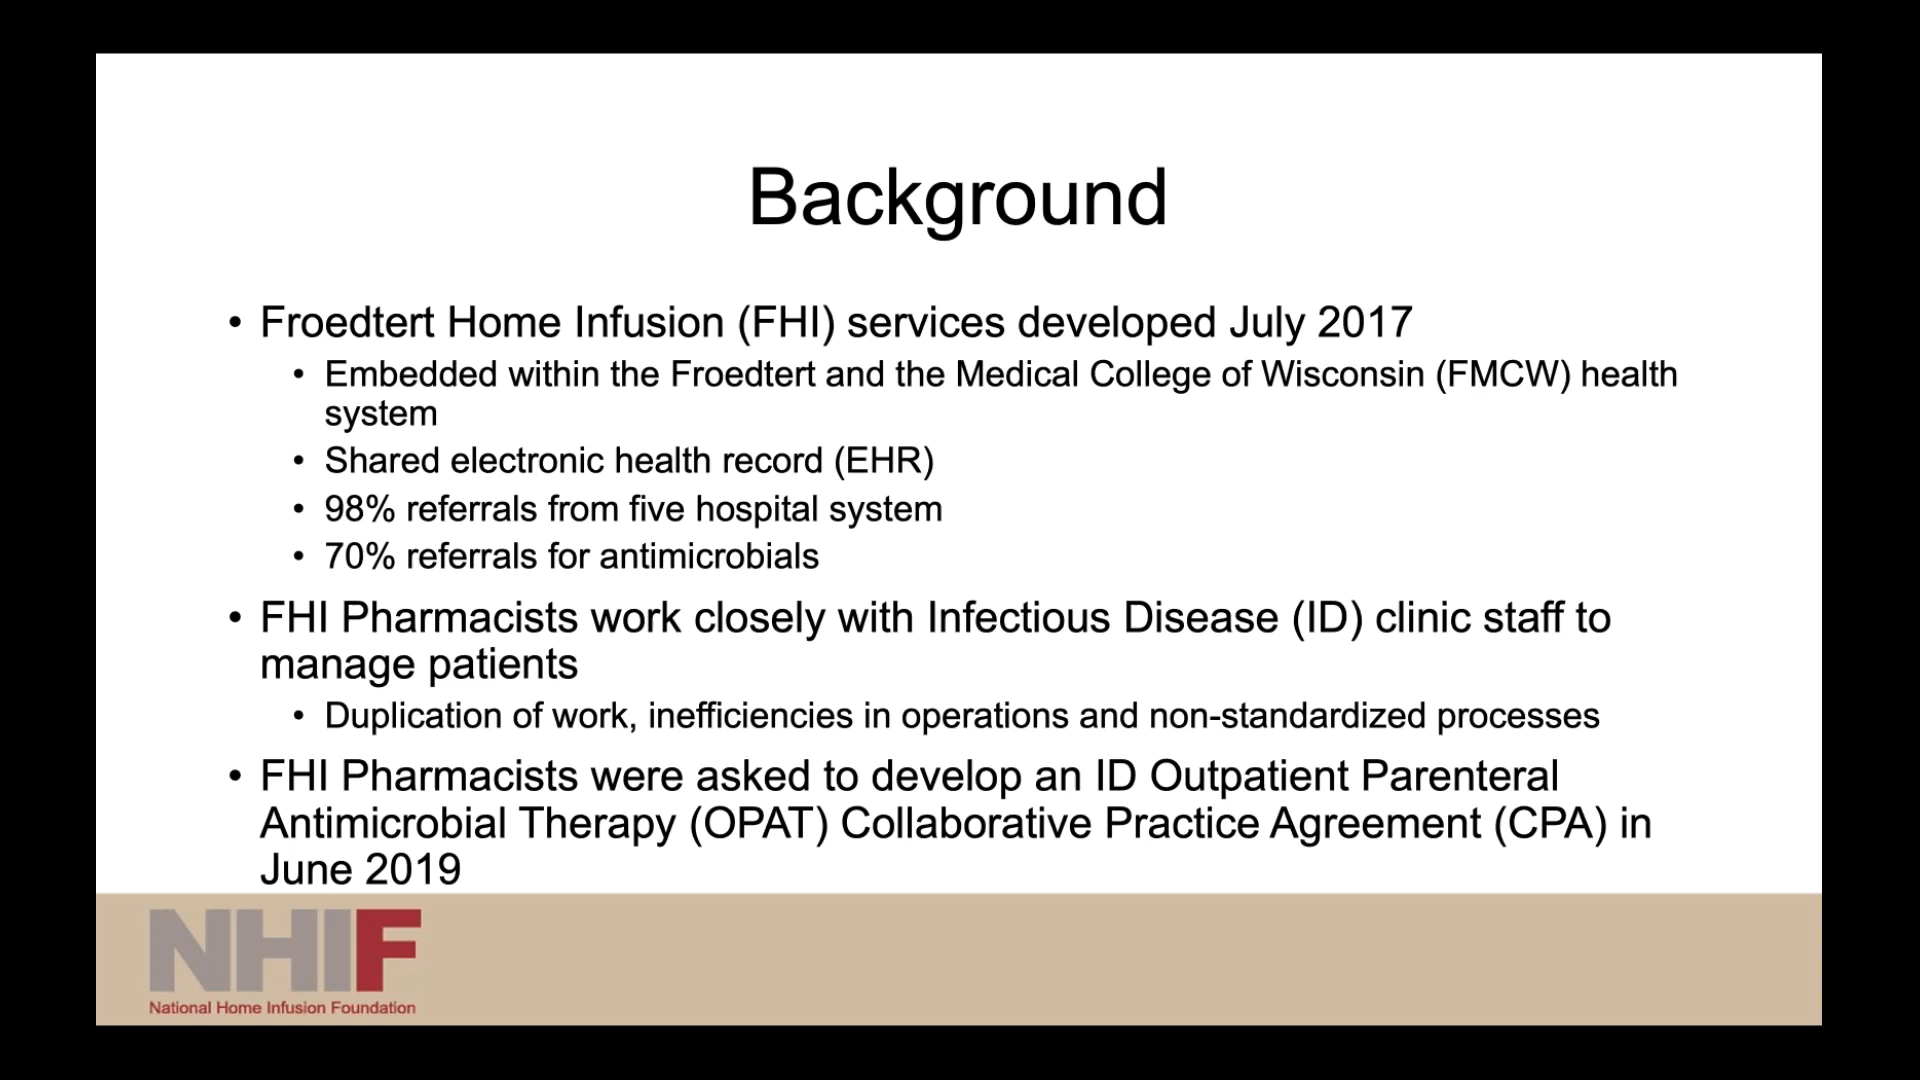 Background
• Froedtert Home Infusion (FHI) services developed July 2017
• Embedded within the Froedtert and the Medical College of Wisconsin (FMCW) health
system
• Shared electronic health record (EHR)
• 98% referrals from five hospital system
• 70% referrals for antimicrobials
• FHI Pharmacists work closely with Infectious Disease (ID) clinic staff to
manage patients
• Duplication of work, inefficiencies in operations and non-standardized processes
• FHI Pharmacists were asked to develop an ID Outpatient Parenteral
Antimicrobial Therapy (OPAT) Collaborative Practice Agreement (CPA) in
June 2019
NHIF
National Home Infusion Foundation